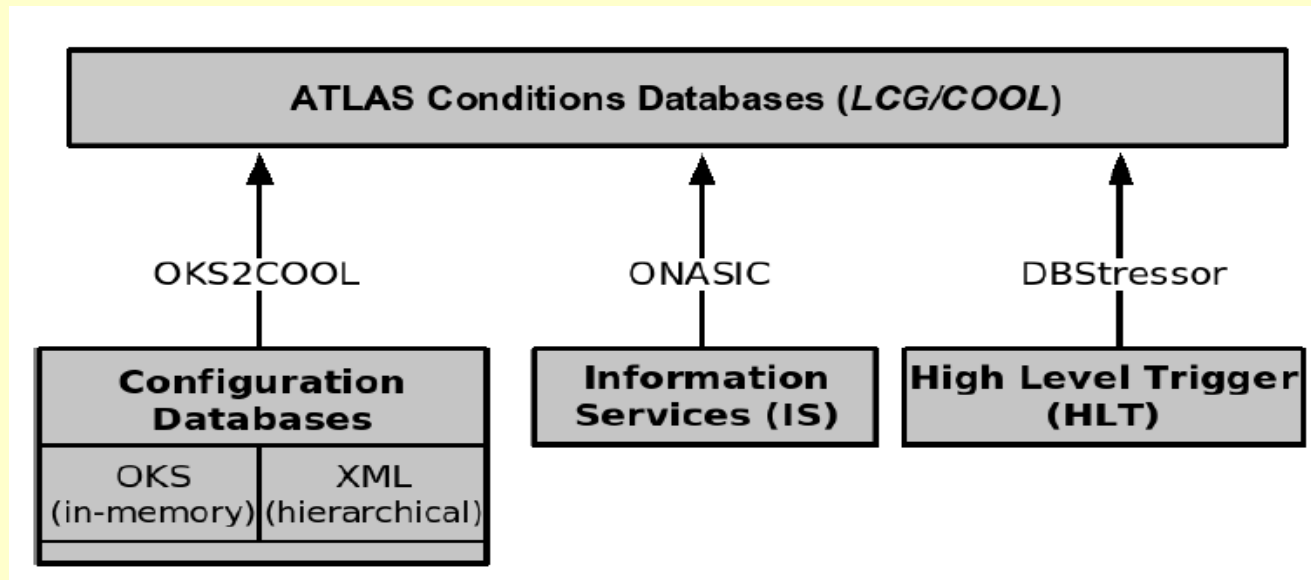 ATLAS Conditions Databases (LCG/COOL)
OKS2COOL
ONASIC
DBStressor
Configuration
Databases
Information
Services (IS)
High Level Trigger
(HLT)
OKS
(in-memory)
XML
(hierarchical)